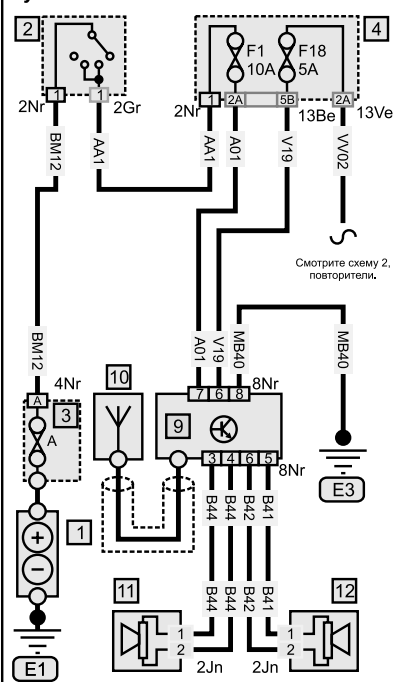 2
4
F1
10A
F18
5A
1
1
2Nr
2Gr
2Nr
1
2A
5B
2A
13Be
13Ve
BM12
AA1
AA1
A01
V19
VV02
Смотрите схему 2,
повторители.
BM12
A01
V19
MB40
MB40
4Nr
A
3
A
10
7
6
8
8Nr
9
3
4
6
5
8Nr
E3
1
B44
B44
B42
B41
B44
B44
B42
B41
11
12
1
2
2Jn
1
2
2Jn
E1